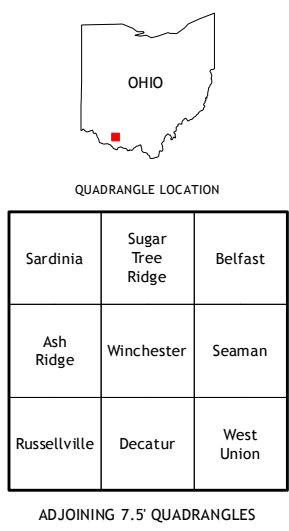 OHIO
QUADRANGLE LOCATION
Sardinia
Sugar
Tree
Ridge
Belfast
Ash
Ridge
Winchester
Seaman
Russellville
Decatur
West
Union
ADJOINING 7.5' QUADRANGLES